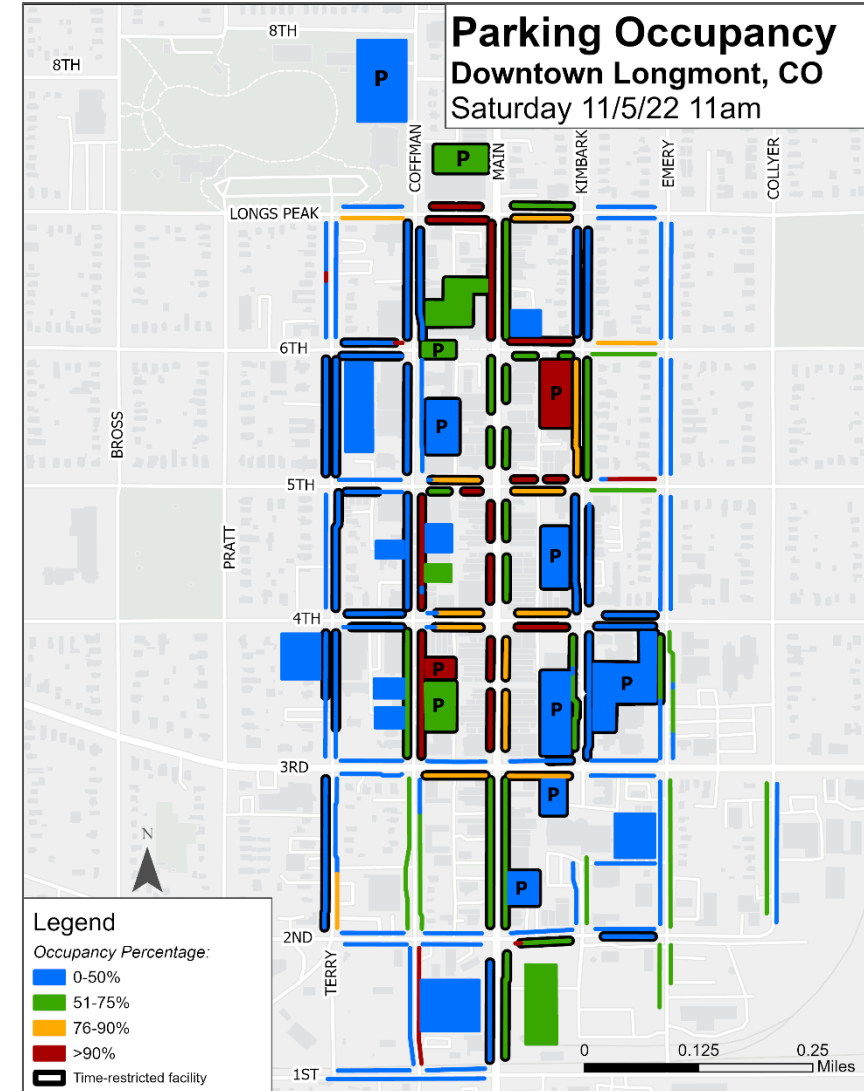 Parking Occupancy
Downtown Longmont, CO
Saturday 11/5/22 11am
8TH
8TH
P
P
COFFMAN
MAIN
KIMBARK
EMERY
COLLYER
LONGS PEAK
6TH
P
P
P
BROSS
5TH
PRATT
P
4TH
P
P
P
P
3RD
P
N
P
2ND
TERRY
1ST
Legend
Occupancy Percentage:
0-50%
51-75%
76-90%
>90%
Time-restricted facility
0 0.125 0.25
Miles